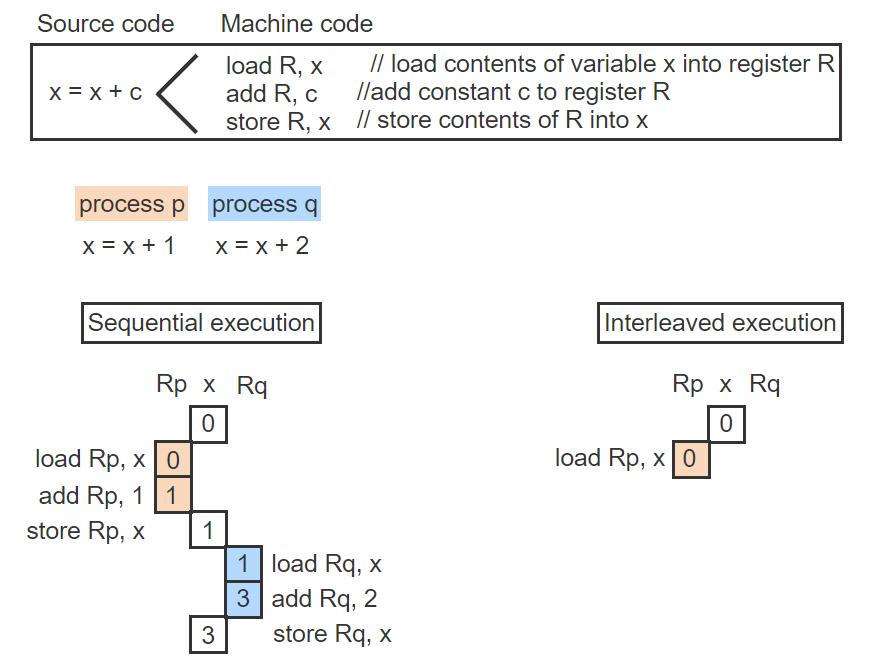 Source code Machine code
load R, x // load contents of variable x into register R
x = x + c add R, c //add constant c to register R
store R, x // store contents of R into x
process p process q
x = x + 1 x = x + 2
Sequential execution Interleaved execution
Rp x Rq Rp x Rq
0 0
load Rp, x 0 load Rp, x 0
add Rp, 1 1
store Rp, x 1
1 load Rq, x
3 add Rq, 2
3 store Rq, x